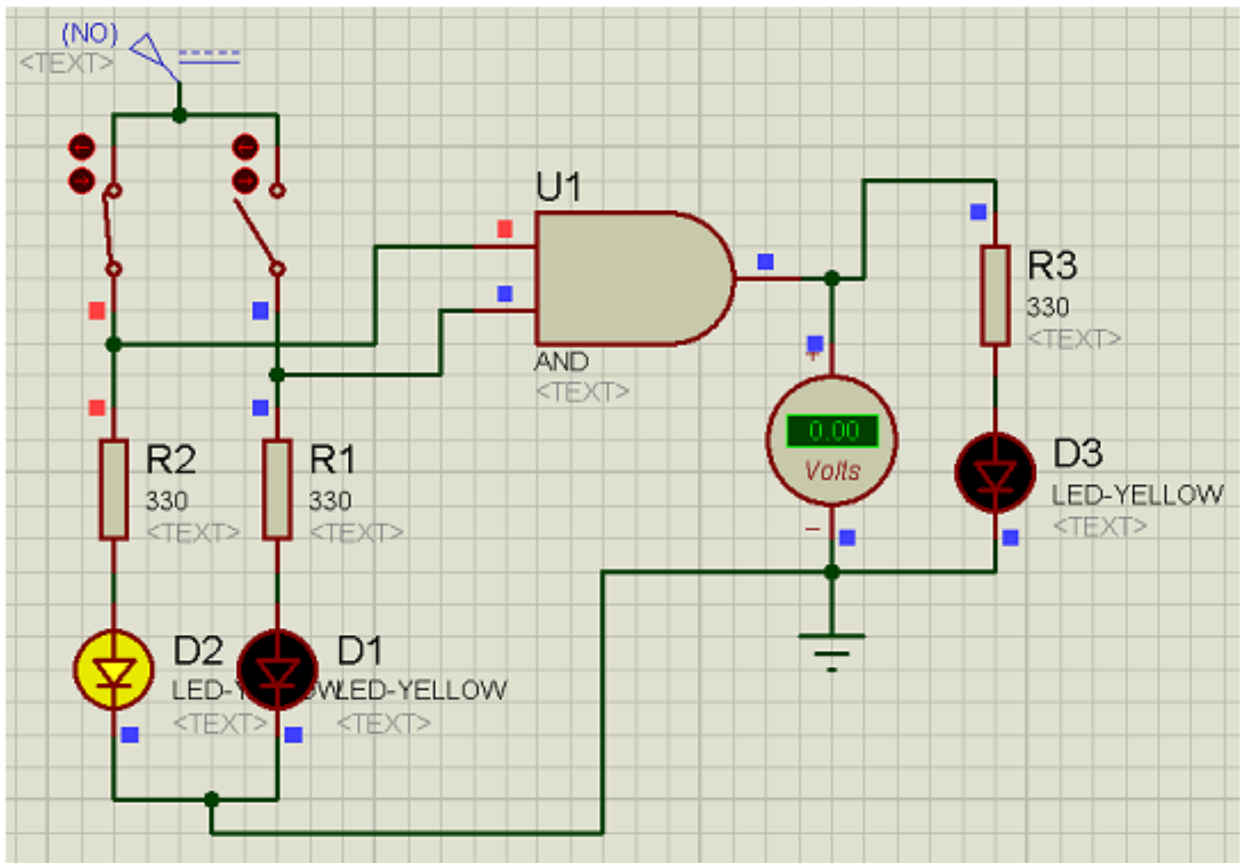 (NO)
<TEXT>
U1
AND
<TEXT>
R3
330
<TEXT>
R2
330
<TEXT>
R1
330
<TEXT>
+
0.00
Volts
−
D3
LED-YELLOW
<TEXT>
D2
<TEXT>
D1
LED-YELLOW
<TEXT>